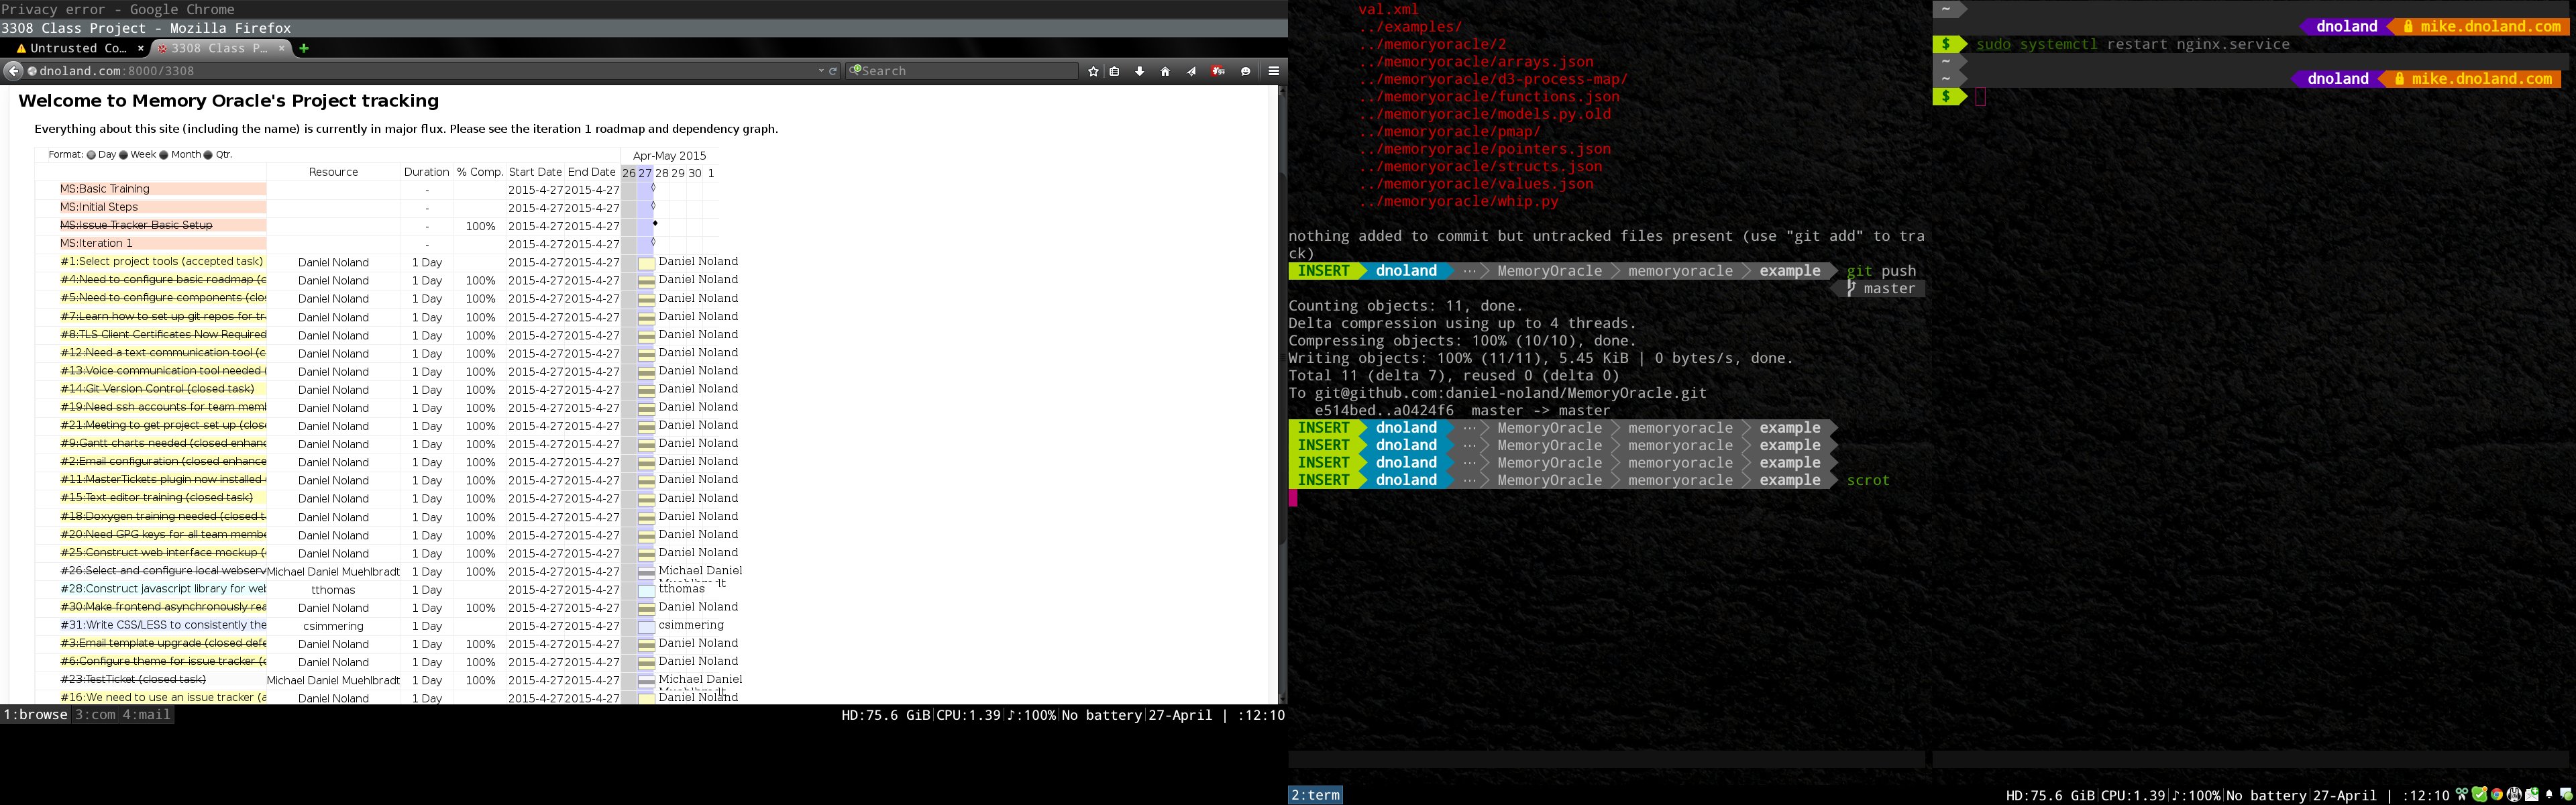 Privacy error - Google Chrome
3308 Class Project - Mozilla Firefox
Untrusted Co... × 3308 Class P... ×
dnoland.com:8000/3308 Search
Welcome to Memory Oracle's Project tracking
Everything about this site (including the name) is currently in major flux. Please see the iteration 1 roadmap and dependency graph.
Format: Day Week Month Qtr. Apr-May 2015
Resource Duration % Comp. Start Date End Date 26 27 28 29 30 1
MS:Basic Training - 2015-4-27 2015-4-27
MS:Initial Steps - 2015-4-27 2015-4-27
MS:Issue Tracker Basic Setup - 100% 2015-4-27 2015-4-27
MS:Iteration 1 - 2015-4-27 2015-4-27
#1:Select project tools (accepted task) Daniel Noland 1 Day 2015-4-27 2015-4-27 Daniel Noland
#4:Need to configure basic roadmap (c Daniel Noland 1 Day 100% 2015-4-27 2015-4-27 Daniel Noland
#5:Need to configure components (clo Daniel Noland 1 Day 100% 2015-4-27 2015-4-27 Daniel Noland
#7:Learn how to set up git repos for tr Daniel Noland 1 Day 100% 2015-4-27 2015-4-27 Daniel Noland
#8:TLS Client Certificates Now Required Daniel Noland 1 Day 100% 2015-4-27 2015-4-27 Daniel Noland
#12:Need a text communication tool (c Daniel Noland 1 Day 100% 2015-4-27 2015-4-27 Daniel Noland
#13:Voice communication tool needed ( Daniel Noland 1 Day 100% 2015-4-27 2015-4-27 Daniel Noland
#14:Git Version Control (closed task) Daniel Noland 1 Day 100% 2015-4-27 2015-4-27 Daniel Noland
#19:Need ssh accounts for team mem Daniel Noland 1 Day 100% 2015-4-27 2015-4-27 Daniel Noland
#21:Meeting to get project set up (clos Daniel Noland 1 Day 100% 2015-4-27 2015-4-27 Daniel Noland
#9:Gantt charts needed (closed enhanc Daniel Noland 1 Day 100% 2015-4-27 2015-4-27 Daniel Noland
#2:Email configuration (closed enhance Daniel Noland 1 Day 100% 2015-4-27 2015-4-27 Daniel Noland
#11:MasterTickets plugin now installed Daniel Noland 1 Day 100% 2015-4-27 2015-4-27 Daniel Noland
#15:Text editor training (closed task) Daniel Noland 1 Day 100% 2015-4-27 2015-4-27 Daniel Noland
#18:Doxygen training needed (closed t Daniel Noland 1 Day 100% 2015-4-27 2015-4-27 Daniel Noland
#20:Need GPG keys for all team membe Daniel Noland 1 Day 100% 2015-4-27 2015-4-27 Daniel Noland
#25:Construct web interface mockup ( Daniel Noland 1 Day 100% 2015-4-27 2015-4-27 Daniel Noland
#26:Select and configure local webserv Michael Daniel Muehlbradt 1 Day 100% 2015-4-27 2015-4-27 Michael Daniel Muehlbradt
#28:Construct javascript library for web tthomas 1 Day 2015-4-27 2015-4-27 tthomas
#30:Make frontend asynchronously rea Daniel Noland 1 Day 100% 2015-4-27 2015-4-27 Daniel Noland
#31:Write CSS/LESS to consistently the csimmering 1 Day 2015-4-27 2015-4-27 csimmering
#3:Email template upgrade (closed defe Daniel Noland 1 Day 100% 2015-4-27 2015-4-27 Daniel Noland
#6:Configure theme for issue tracker (c Daniel Noland 1 Day 100% 2015-4-27 2015-4-27 Daniel Noland
#23:TestTicket (closed task) Michael Daniel Muehlbradt 1 Day 100% 2015-4-27 2015-4-27 Michael Daniel Muehlbradt
#16:We need to use an issue tracker (a Daniel Noland 1 Day 2015-4-27 2015-4-27 Daniel Noland
1:browse 3:com 4:mail HD:75.6 GiB|CPU:1.39|♪:100%|No battery|27-April | :12:10
val.xml
../examples/
../memoryoracle/2
../memoryoracle/arrays.json
../memoryoracle/d3-process-map/
../memoryoracle/functions.json
../memoryoracle/models.py.old
../memoryoracle/pmap/
../memoryoracle/pointers.json
../memoryoracle/structs.json
../memoryoracle/values.json
../memoryoracle/whip.py
nothing added to commit but untracked files present (use "git add" to tra
ck)
INSERT dnoland ··· MemoryOracle memoryoracle example git push
master
Counting objects: 11, done.
Delta compression using up to 4 threads.
Compressing objects: 100% (10/10), done.
Writing objects: 100% (11/11), 5.45 KiB | 0 bytes/s, done.
Total 11 (delta 7), reused 0 (delta 0)
To git@github.com:daniel-noland/MemoryOracle.git
e514bed..a0424f6 master -> master
INSERT dnoland ··· MemoryOracle memoryoracle example
INSERT dnoland ··· MemoryOracle memoryoracle example
INSERT dnoland ··· MemoryOracle memoryoracle example
INSERT dnoland ··· MemoryOracle memoryoracle example scrot
~
dnoland mike.dnoland.com
$ sudo systemctl restart nginx.service
~
~ dnoland mike.dnoland.com
$
2:term HD:75.6 GiB|CPU:1.39|♪:100%|No battery|27-April | :12:10